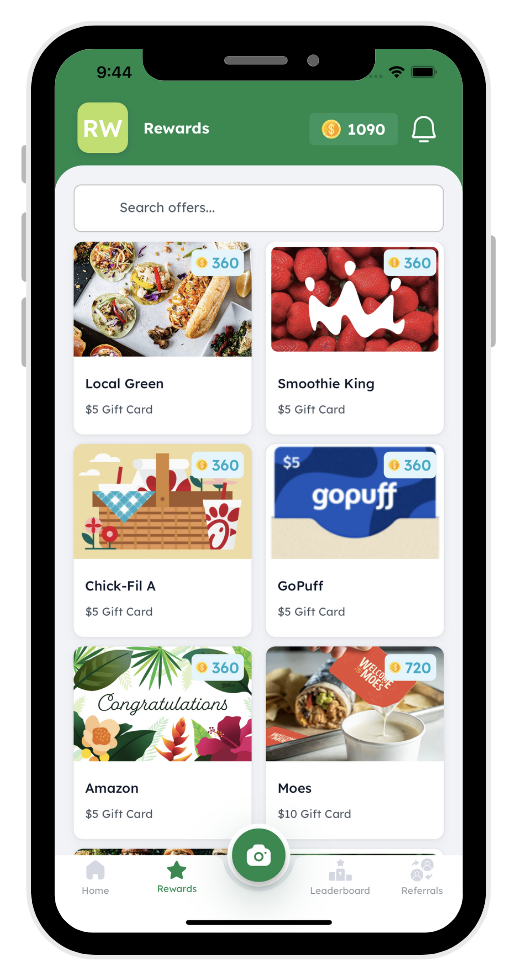 9:44
RW Rewards 1090
Search offers...
360 360
Local Green Smoothie King
$5 Gift Card $5 Gift Card
360 $5 360
gopuff
Chick-Fil A GoPuff
$5 Gift Card $5 Gift Card
360 720
WELCOME
MOES
Congratulations
Amazon Moes
$5 Gift Card $10 Gift Card
Home Rewards Leaderboard Referrals